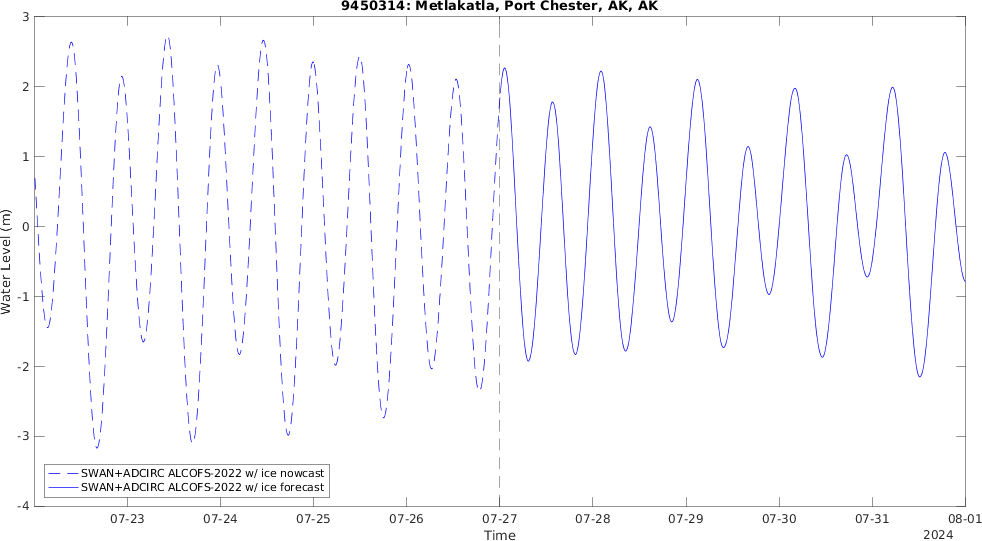 9450314: Metlakatla, Port Chester, AK, AK
3
2
1
0
-1
-2
-3
-4
Water Level (m)
SWAN+ADCIRC ALCOFS-2022 w/ ice nowcast
SWAN+ADCIRC ALCOFS-2022 w/ ice forecast
07-23 07-24 07-25 07-26 07-27 07-28 07-29 07-30 07-31 08-01
Time
2024